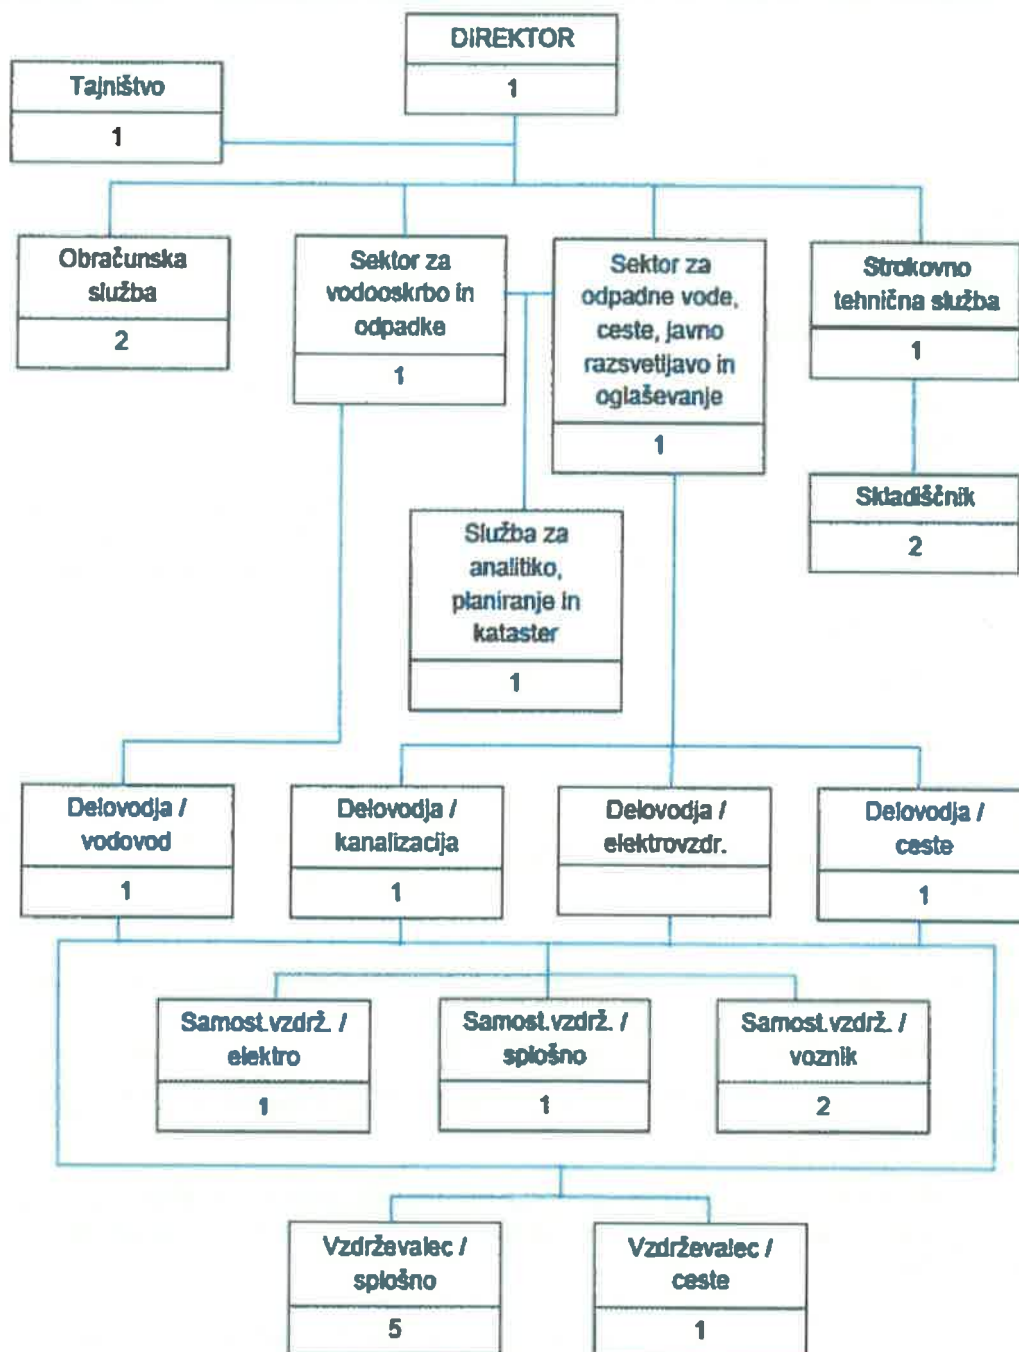 DIREKTOR
1
Tajništvo
1
Obračunska
služba
2
Sektor za
vodooskrbo in
odpadke
1
Sektor za
odpadne vode,
ceste, javno
razsvetljavo in
oglaševanje
1
Strokovno
tehnična služba
1
Skladiščnik
2
Služba za
analitiko,
planiranje in
kataster
1
Delovodja /
vodovod
1
Delovodja /
kanalizacija
1
Delovodja /
elektrovzdr.
Delovodja /
ceste
1
Samost.vzdrž. /
elektro
1
Samost.vzdrž. /
splošno
1
Samost.vzdrž. /
voznik
2
Vzdrževalec /
splošno
5
Vzdrževalec /
ceste
1